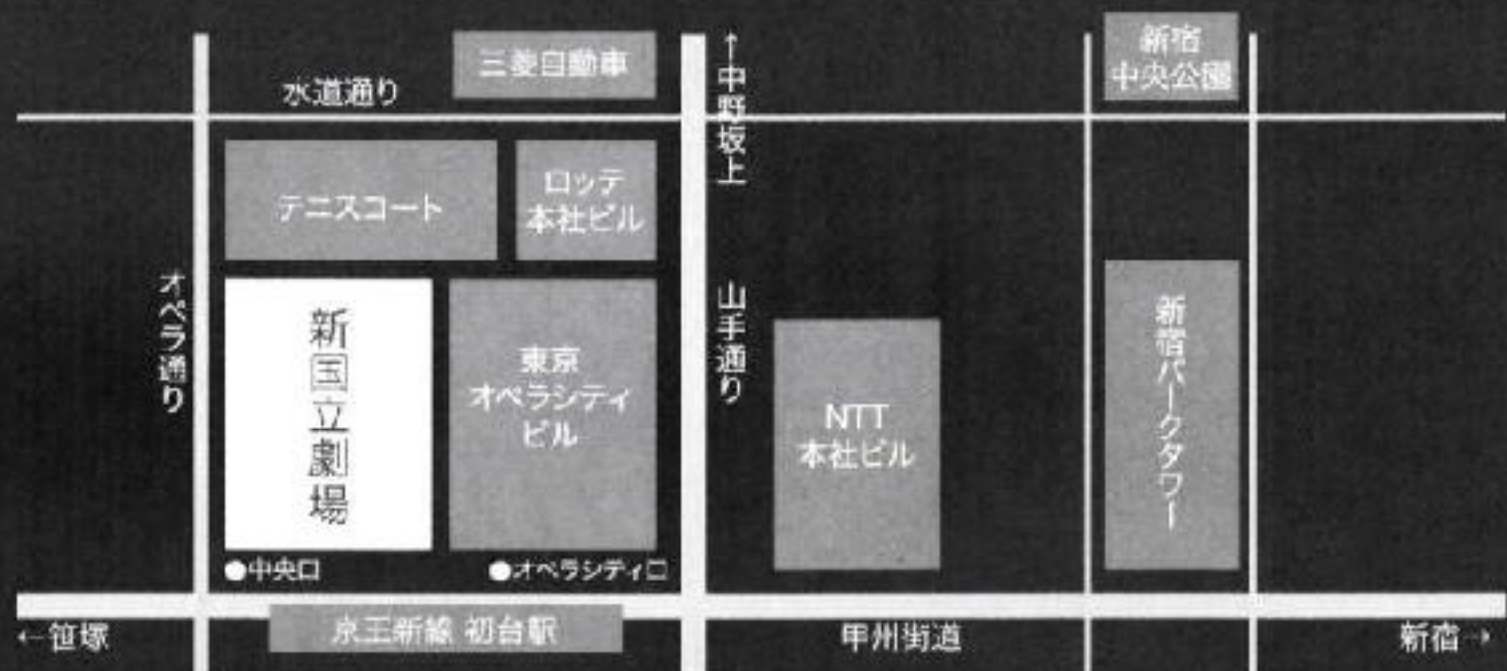 三菱自動車
水道通り
↑中野坂上
新宿
中央公園
テニスコート
ロッテ
本社ビル
オペラ通り
新国立劇場
東京
オペラシティ
ビル
山手通り
NTT
本社ビル
新宿パークタワー
●中央口
●オペラシティ口
←笹塚
京王新線 初台駅
甲州街道
新宿→